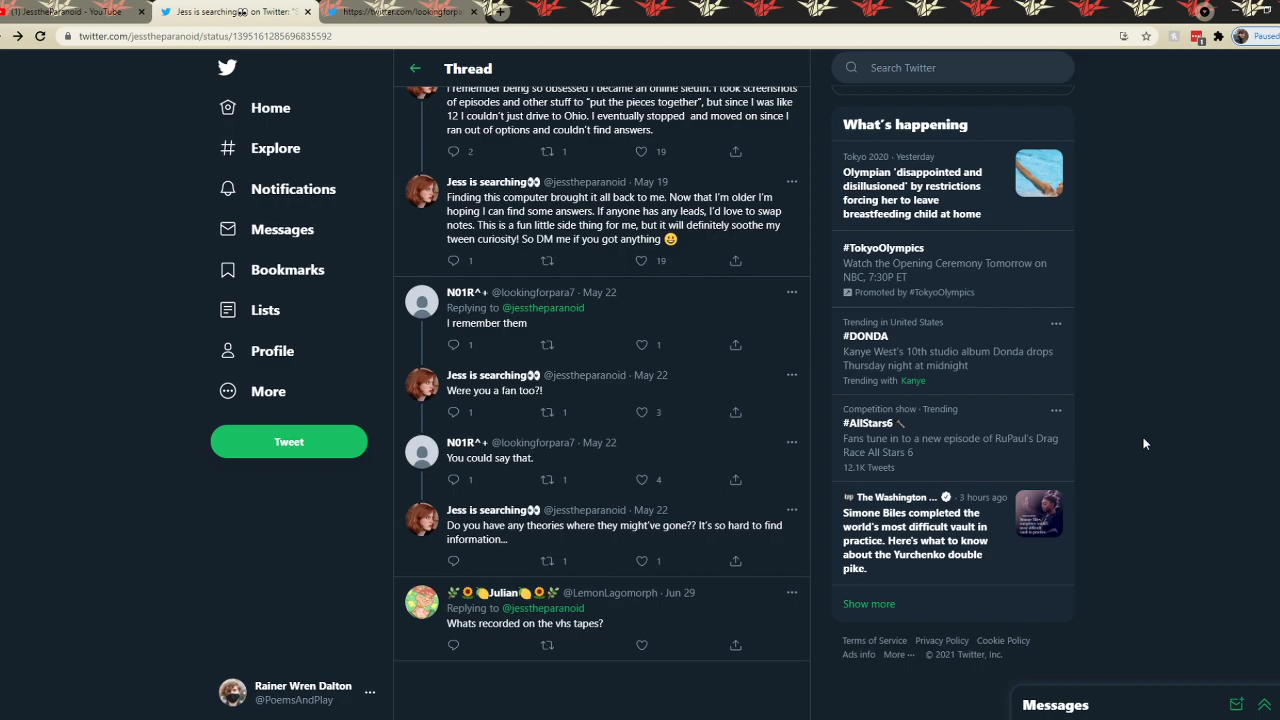 (1) JesstheParanoid - YouTube
Jess is searching👀 on Twitter: "S
https://twitter.com/lookingforpa
twitter.com/jesstheparanoid/status/1395161285696835592
Paused
Home
Explore
Notifications
Messages
Bookmarks
Lists
Profile
More
Tweet
Rainer Wren Dalton
@PoemsAndPlay
Thread
I remember being so obsessed I became an online sleuth. I took screenshots
of episodes and other stuff to "put the pieces together", but since I was like
12 I couldn't just drive to Ohio. I eventually stopped and moved on since I
ran out of options and couldn't find answers.
2 1 19
Jess is searching👀 @jesstheparanoid · May 19
Finding this computer brought it all back to me. Now that I'm older I'm
hoping I can find some answers. If anyone has any leads, I'd love to swap
notes. This is a fun little side thing for me, but it will definitely soothe my
tween curiosity! So DM me if you got anything 😃
1 19
N01R^+ @lookingforpara7 · May 22
Replying to @jesstheparanoid
I remember them
1 1
Jess is searching👀 @jesstheparanoid · May 22
Were you a fan too?!
1 1 3
N01R^+ @lookingforpara7 · May 22
You could say that.
1 1 4
Jess is searching👀 @jesstheparanoid · May 22
Do you have any theories where they might've gone?? It's so hard to find
information...
1 1
🌿🌻🍋Julian🍋🌻🌿 @LemonLagomorph · Jun 29
Replying to @jesstheparanoid
Whats recorded on the vhs tapes?
Search Twitter
What's happening
Tokyo 2020 · Yesterday
Olympian 'disappointed and
disillusioned' by restrictions
forcing her to leave
breastfeeding child at home
#TokyoOlympics
Watch the Opening Ceremony Tomorrow on
NBC, 7:30P ET
Promoted by #TokyoOlympics
Trending in United States
#DONDA
Kanye West's 10th studio album Donda drops
Thursday night at midnight
Trending with Kanye
Competition show · Trending
#AllStars6
Fans tune in to a new episode of RuPaul's Drag
Race All Stars 6
12.1K Tweets
wp The Washington ... · 3 hours ago
Simone Biles completed the
world's most difficult vault in
practice. Here's what to know
about the Yurchenko double
pike.
Show more
Terms of Service Privacy Policy Cookie Policy
Ads info More ··· © 2021 Twitter, Inc.
Messages